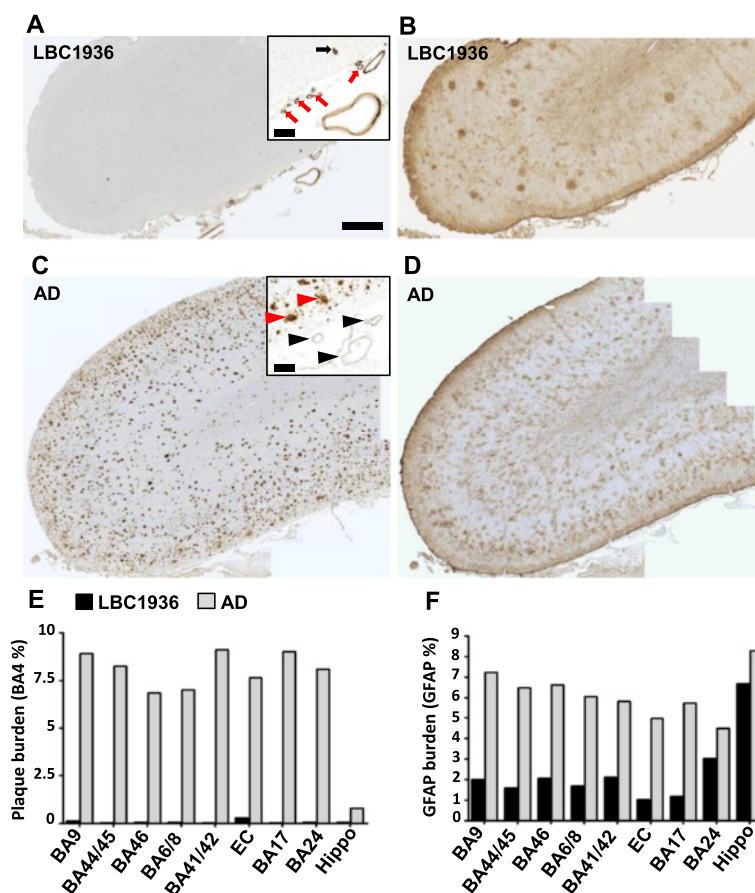 A
LBC1936
B
LBC1936
C
AD
D
AD
E
LBC1936
AD
Plaque burden (BA4 %)
10
7.5
5
2.5
0
BA9
BA44/45
BA46
BA6/8
BA41/42
EC
BA17
BA24
Hippo
F
GFAP burden (GFAP %)
9
8
7
6
5
4
3
2
1
0
BA9
BA44/45
BA46
BA6/8
BA41/42
EC
BA17
BA24
Hippo